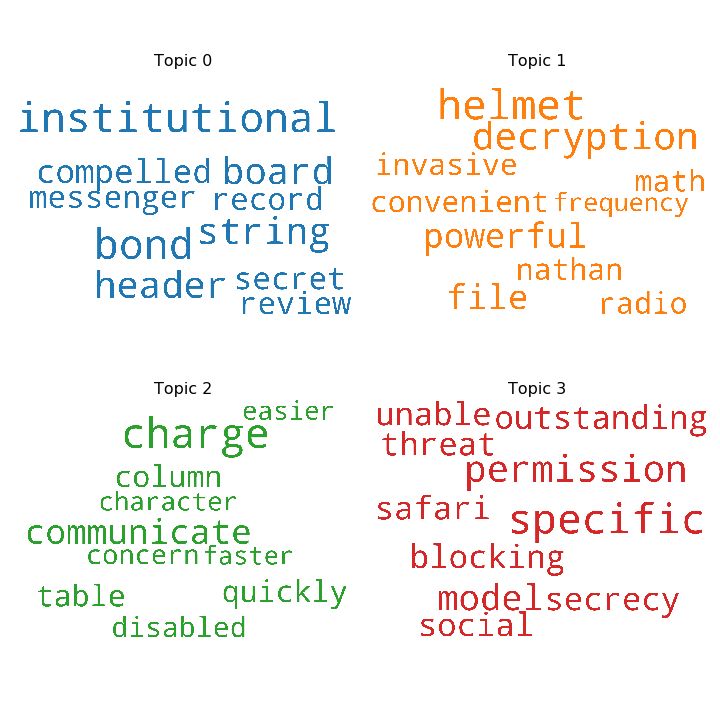 Topic 0
institutional
compelled board
messenger record
bond string
header secret
review
Topic 1
helmet
decryption
invasive
math
convenient frequency
powerful
nathan
file radio
Topic 2
easier
charge
column
character
communicate
concern faster
table quickly
disabled
Topic 3
unable outstanding
threat
permission
safari specific
blocking
model secrecy
social